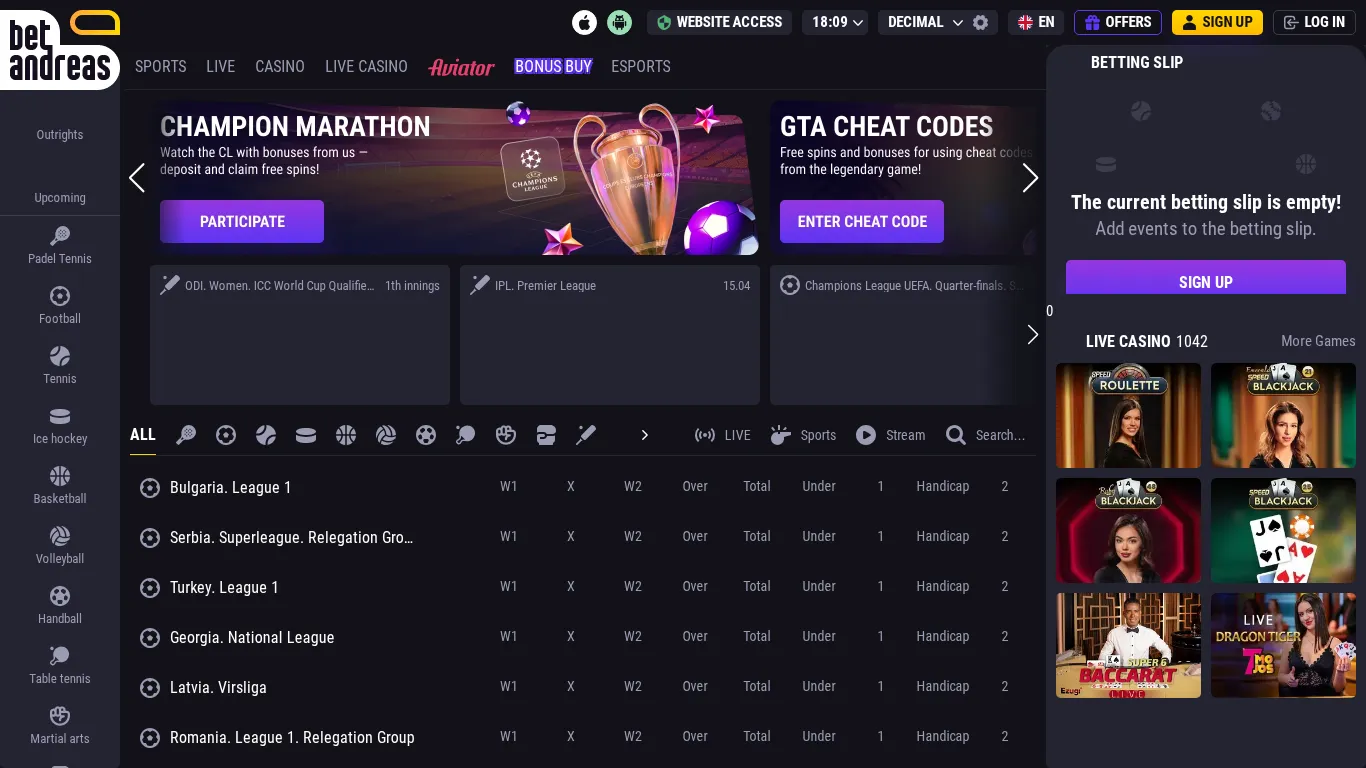 bet
andreas
WEBSITE ACCESS
18:09
DECIMAL
EN
OFFERS
SIGN UP
LOG IN
SPORTS
LIVE
CASINO
LIVE CASINO
Aviator
BONUS BUY
ESPORTS
Outrights
Upcoming
Padel Tennis
Football
Tennis
Ice hockey
Basketball
Volleyball
Handball
Table tennis
Martial arts
CHAMPION MARATHON
Watch the CL with bonuses from us —
deposit and claim free spins!
PARTICIPATE
CHAMPIONS
LEAGUE
GTA CHEAT CODES
Free spins and bonuses for using cheat codes
from the legendary game!
ENTER CHEAT CODE
ODI. Women. ICC World Cup Qualifie...
1th innings
IPL. Premier League
15.04
Champions League UEFA. Quarter-finals. S...
ALL
LIVE
Sports
Stream
Search...
Bulgaria. League 1
W1 X W2 Over Total Under 1 Handicap 2
Serbia. Superleague. Relegation Gro...
W1 X W2 Over Total Under 1 Handicap 2
Turkey. League 1
W1 X W2 Over Total Under 1 Handicap 2
Georgia. National League
W1 X W2 Over Total Under 1 Handicap 2
Latvia. Virsliga
W1 X W2 Over Total Under 1 Handicap 2
Romania. League 1. Relegation Group
W1 X W2 Over Total Under 1 Handicap 2
BETTING SLIP
The current betting slip is empty!
Add events to the betting slip.
SIGN UP
0
LIVE CASINO 1042
More Games
SPEED
ROULETTE
Emerald
SPEED 21
BLACKJACK
Ruby
BLACKJACK
SPEED
BLACKJACK
SUPER 6
BACCARAT
LIVE
Ezugi
LIVE
DRAGON TIGER
7 MO
JOS